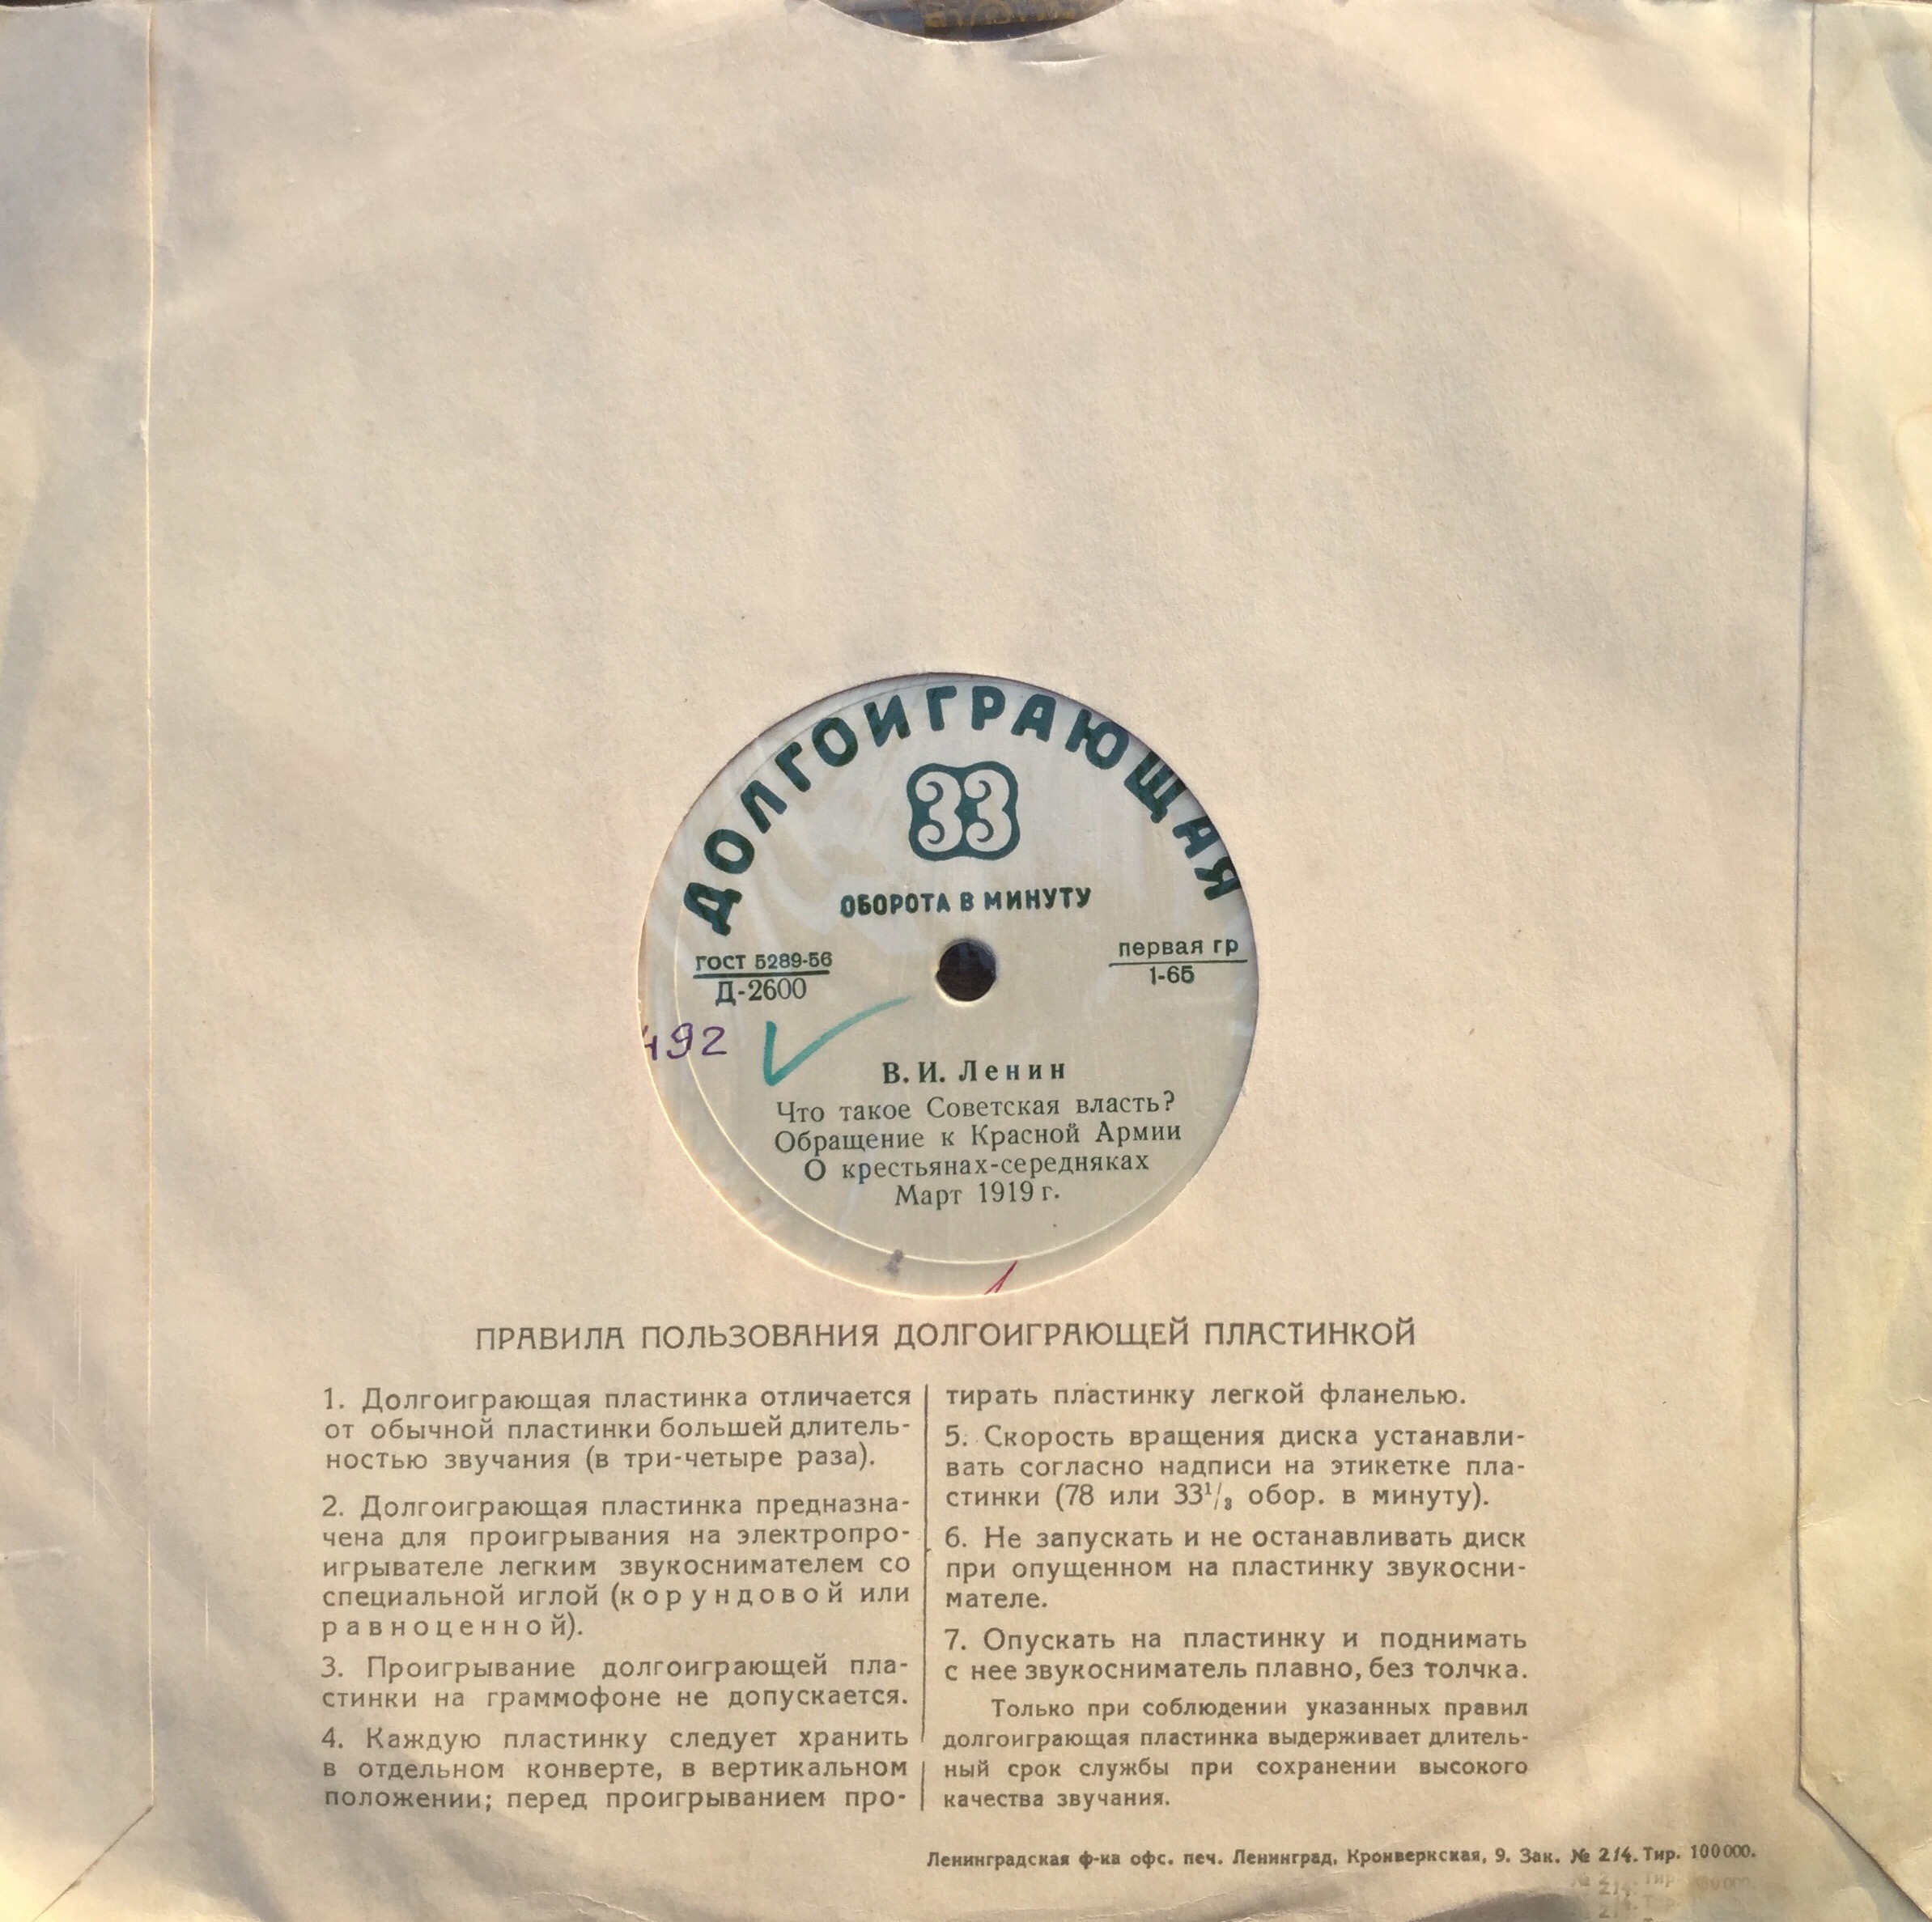 ДОЛГОИГРАЮЩАЯ
33
ОБОРОТА В МИНУТУ
ГОСТ 5289-56
Д-2600
первая гр
1-65
492
В. И. Ленин
Что такое Советская власть?
Обращение к Красной Армии
О крестьянах-середняках
Март 1919 г.
ПРАВИЛА ПОЛЬЗОВАНИЯ ДОЛГОИГРАЮЩЕЙ ПЛАСТИНКОЙ
1. Долгоиграющая пластинка отличается
от обычной пластинки большей длитель-
ностью звучания (в три-четыре раза).
2. Долгоиграющая пластинка предназна-
чена для проигрывания на электропро-
игрывателе легким звукоснимателем со
специальной иглой (корундовой или
равноценной).
3. Проигрывание долгоиграющей пла-
стинки на граммофоне не допускается.
4. Каждую пластинку следует хранить
в отдельном конверте, в вертикальном
положении; перед проигрыванием про-
тирать пластинку легкой фланелью.
5. Скорость вращения диска устанавли-
вать согласно надписи на этикетке пла-
стинки (78 или 33¹/₃ обор. в минуту).
6. Не запускать и не останавливать диск
при опущенном на пластинку звукосни-
мателе.
7. Опускать на пластинку и поднимать
с нее звукосниматель плавно, без толчка.
Только при соблюдении указанных правил
долгоиграющая пластинка выдерживает длитель-
ный срок службы при сохранении высокого
качества звучания.
Ленинградская ф-ка офс. печ. Ленинград, Кронверкская, 9. Зак. № 214. Тир. 100000.